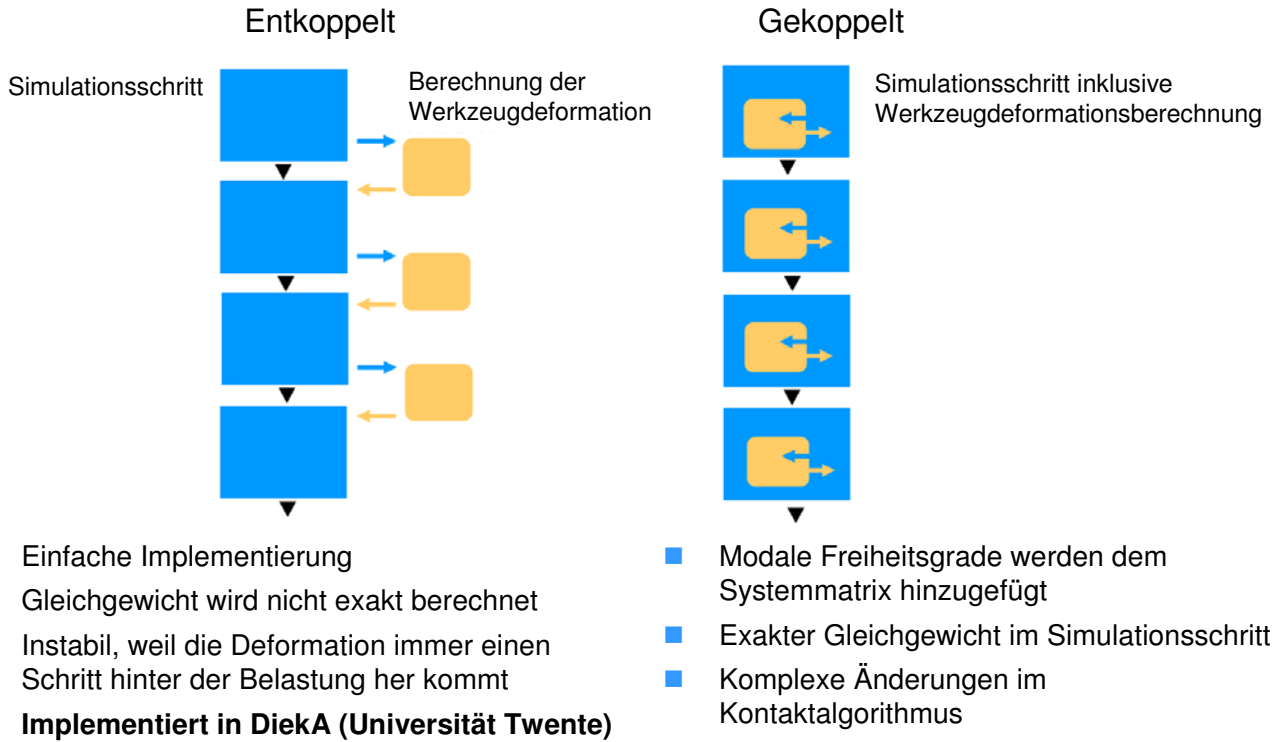 Entkoppelt
Simulationsschritt
Berechnung der
Werkzeugdeformation
Einfache Implementierung
Gleichgewicht wird nicht exakt berechnet
Instabil, weil die Deformation immer einen
Schritt hinter der Belastung her kommt
Implementiert in DiekA (Universität Twente)
Gekoppelt
Simulationsschritt inklusive
Werkzeugdeformationsberechnung
Modale Freiheitsgrade werden dem
Systemmatrix hinzugefügt
Exakter Gleichgewicht im Simulationsschritt
Komplexe Änderungen im
Kontaktalgorithmus